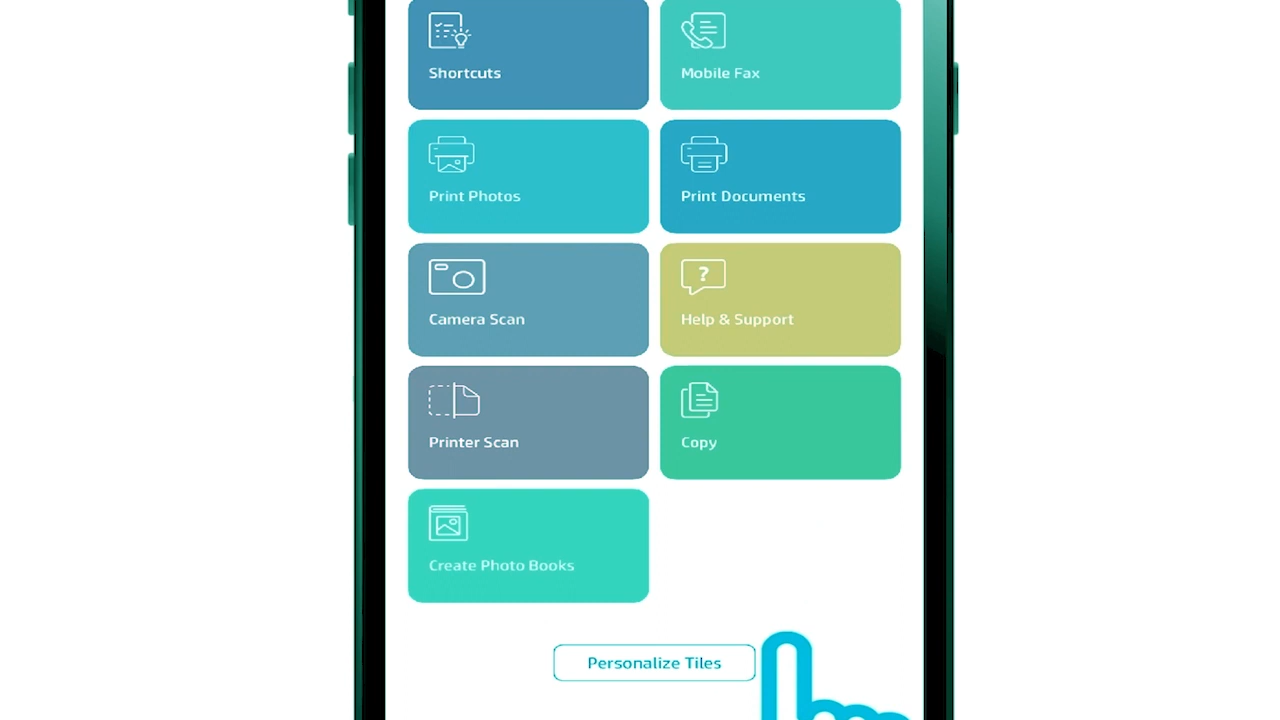 Shortcuts
Mobile Fax
Print Photos
Print Documents
Camera Scan
?
Help & Support
Printer Scan
Copy
Create Photo Books
Personalize Tiles